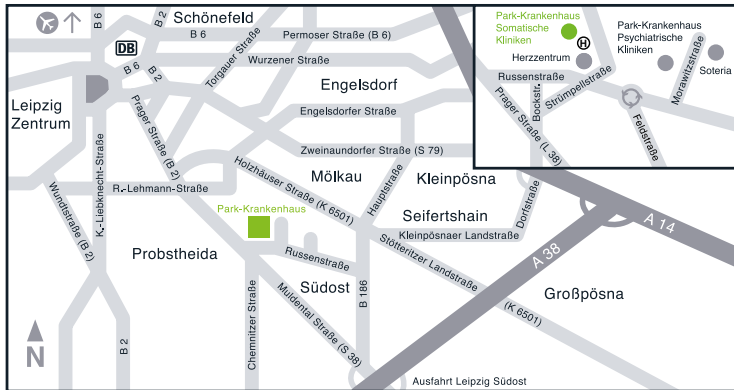 B 6
Schönefeld
B 2
B 6
Permoser Straße (B 6)
DB
Torgauer Straße
Wurzener Straße
B 6
B 2
Engelsdorf
Leipzig
Zentrum
Prager Straße (B 2)
Engelsdorfer Straße
Zweinaundorfer Straße (S 79)
K.-Liebknecht-Straße
Mölkau
Holzhäuser Straße (K 6501)
Hauptstraße
Kleinpösna
R.-Lehmann-Straße
Wundtstraße (B 2)
Park-Krankenhaus
Seifertshain
Dorfstraße
Kleinpösnaer Landstraße
A 14
Probstheida
Russenstraße
Stötteritzer Landstraße
(K 6501)
A 38
Südost
B 186
Großpösna
Chemnitzer Straße
Muldental Straße (S 38)
B 2
N
Ausfahrt Leipzig Südost
Park-Krankenhaus
Somatische
Kliniken
H
Herzzentrum
Park-Krankenhaus
Psychiatrische
Kliniken
Soteria
Russenstraße
Bockstr.
Strümpellstraße
Morawitzstraße
Prager Straße (L 38)
Feldstraße